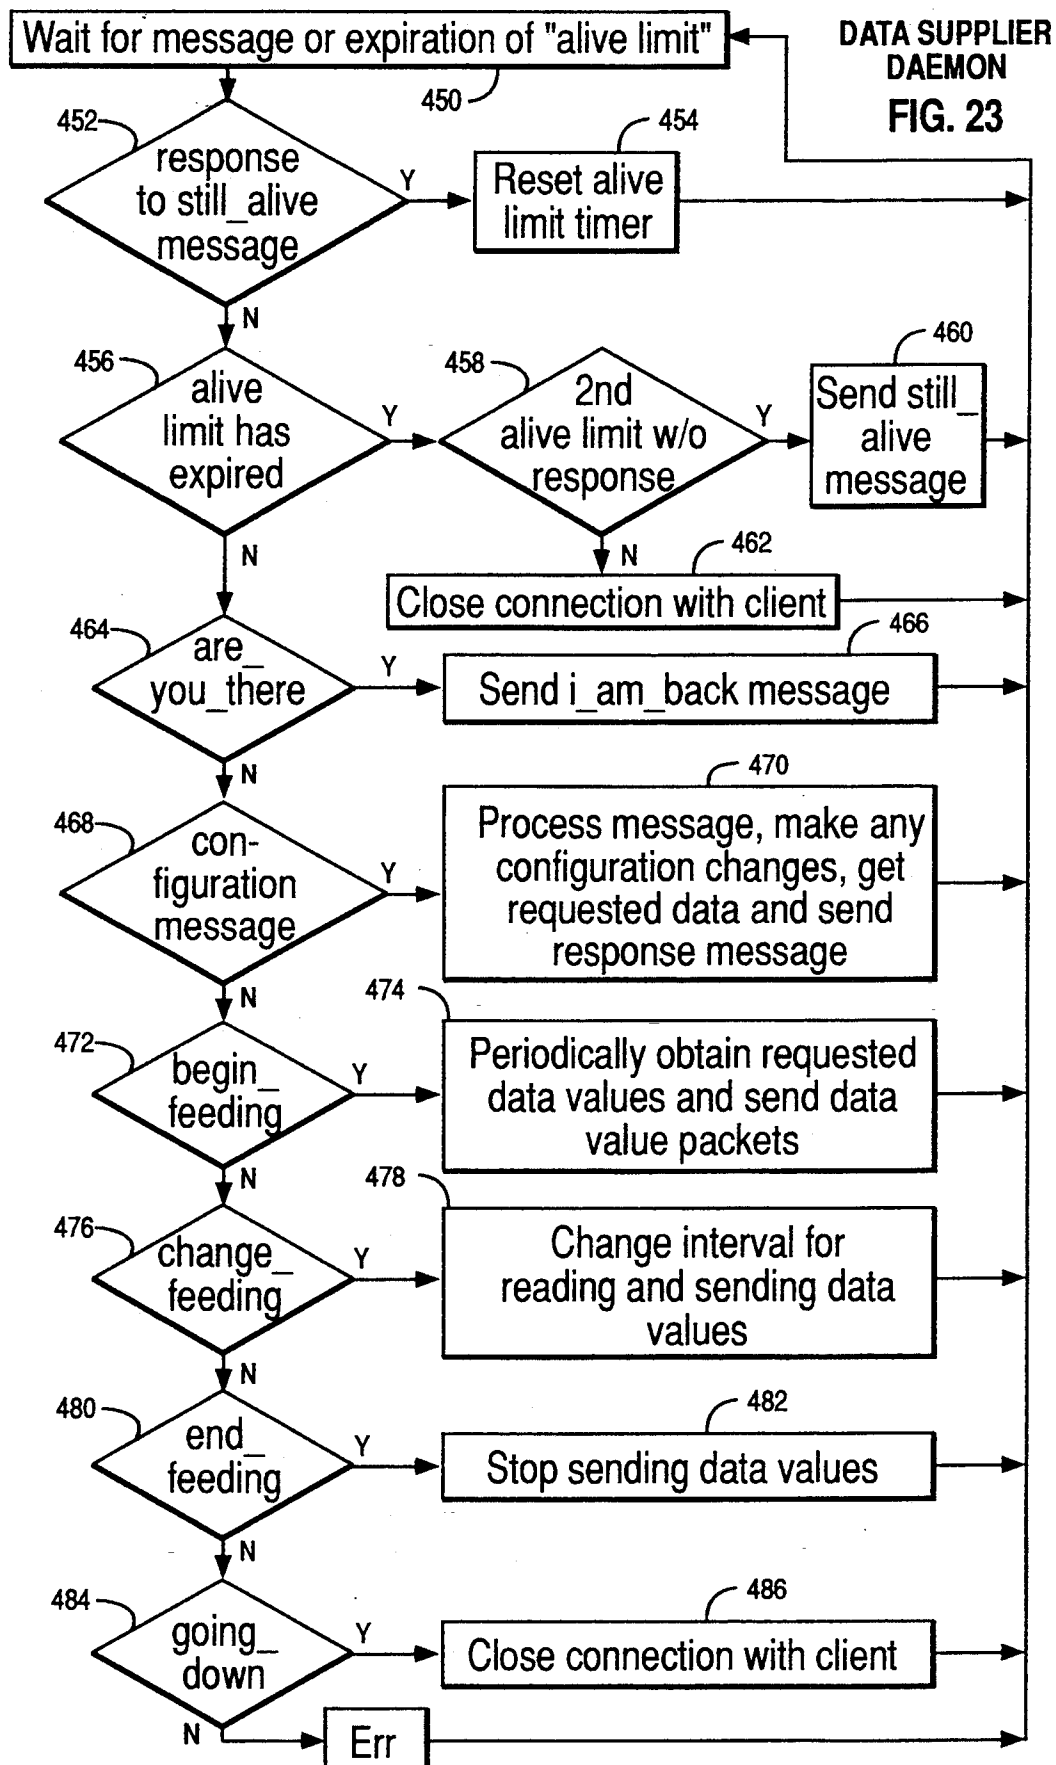 Wait for message or expiration of "alive limit"
DATA SUPPLIER
DAEMON
FIG. 23
450
452
response
to still_alive
message
Y
454
Reset alive
limit timer
N
456
alive
limit has
expired
Y
458
2nd
alive limit w/o
response
Y
460
Send still_
alive
message
N
N
462
Close connection with client
464
are_
you_there
Y
466
Send i_am_back message
N
468
con-
figuration
message
Y
470
Process message, make any
configuration changes, get
requested data and send
response message
N
472
begin_
feeding
Y
474
Periodically obtain requested
data values and send data
value packets
N
476
change_
feeding
Y
478
Change interval for
reading and sending data
values
N
480
end_
feeding
Y
482
Stop sending data values
N
484
going_
down
Y
486
Close connection with client
N
Err